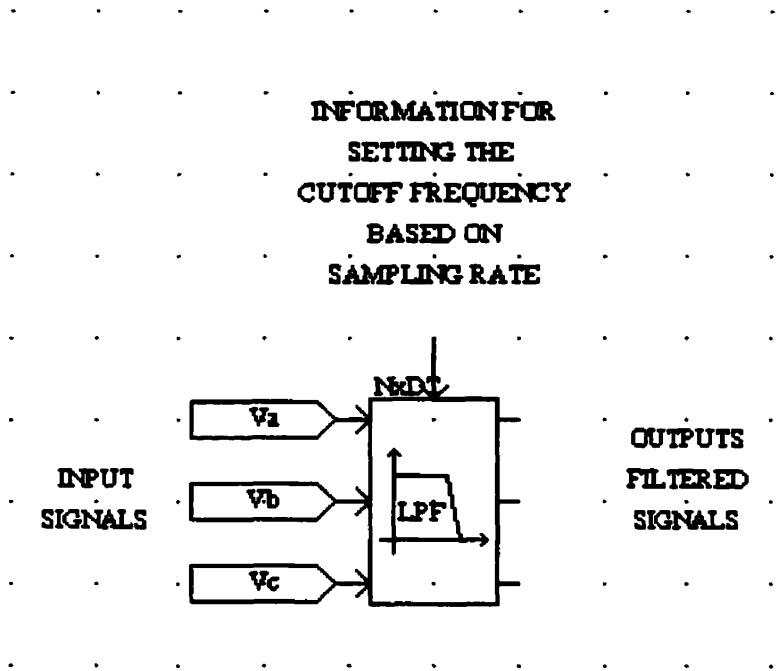 INFORMATION FOR
SETTING THE
CUTOFF FREQUENCY
BASED ON
SAMPLING RATE
NxDT
Va
Vb
Vc
INPUT
SIGNALS
LPF
OUTPUTS
FILTERED
SIGNALS